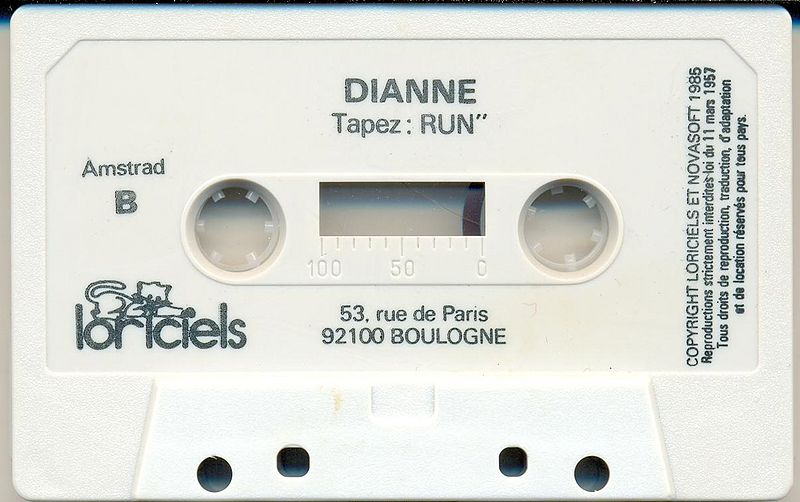 DIANNE
Tapez : RUN"
Amstrad
B
100 50 0
loriciels
53, rue de Paris
92100 BOULOGNE
COPYRIGHT LORICIELS ET NOVASOFT 1985
Reproductions strictement interdites-loi du 11 mars 1957
Tous droits de reproduction, traduction, d'adaptation
et de location réservés pour tous pays.